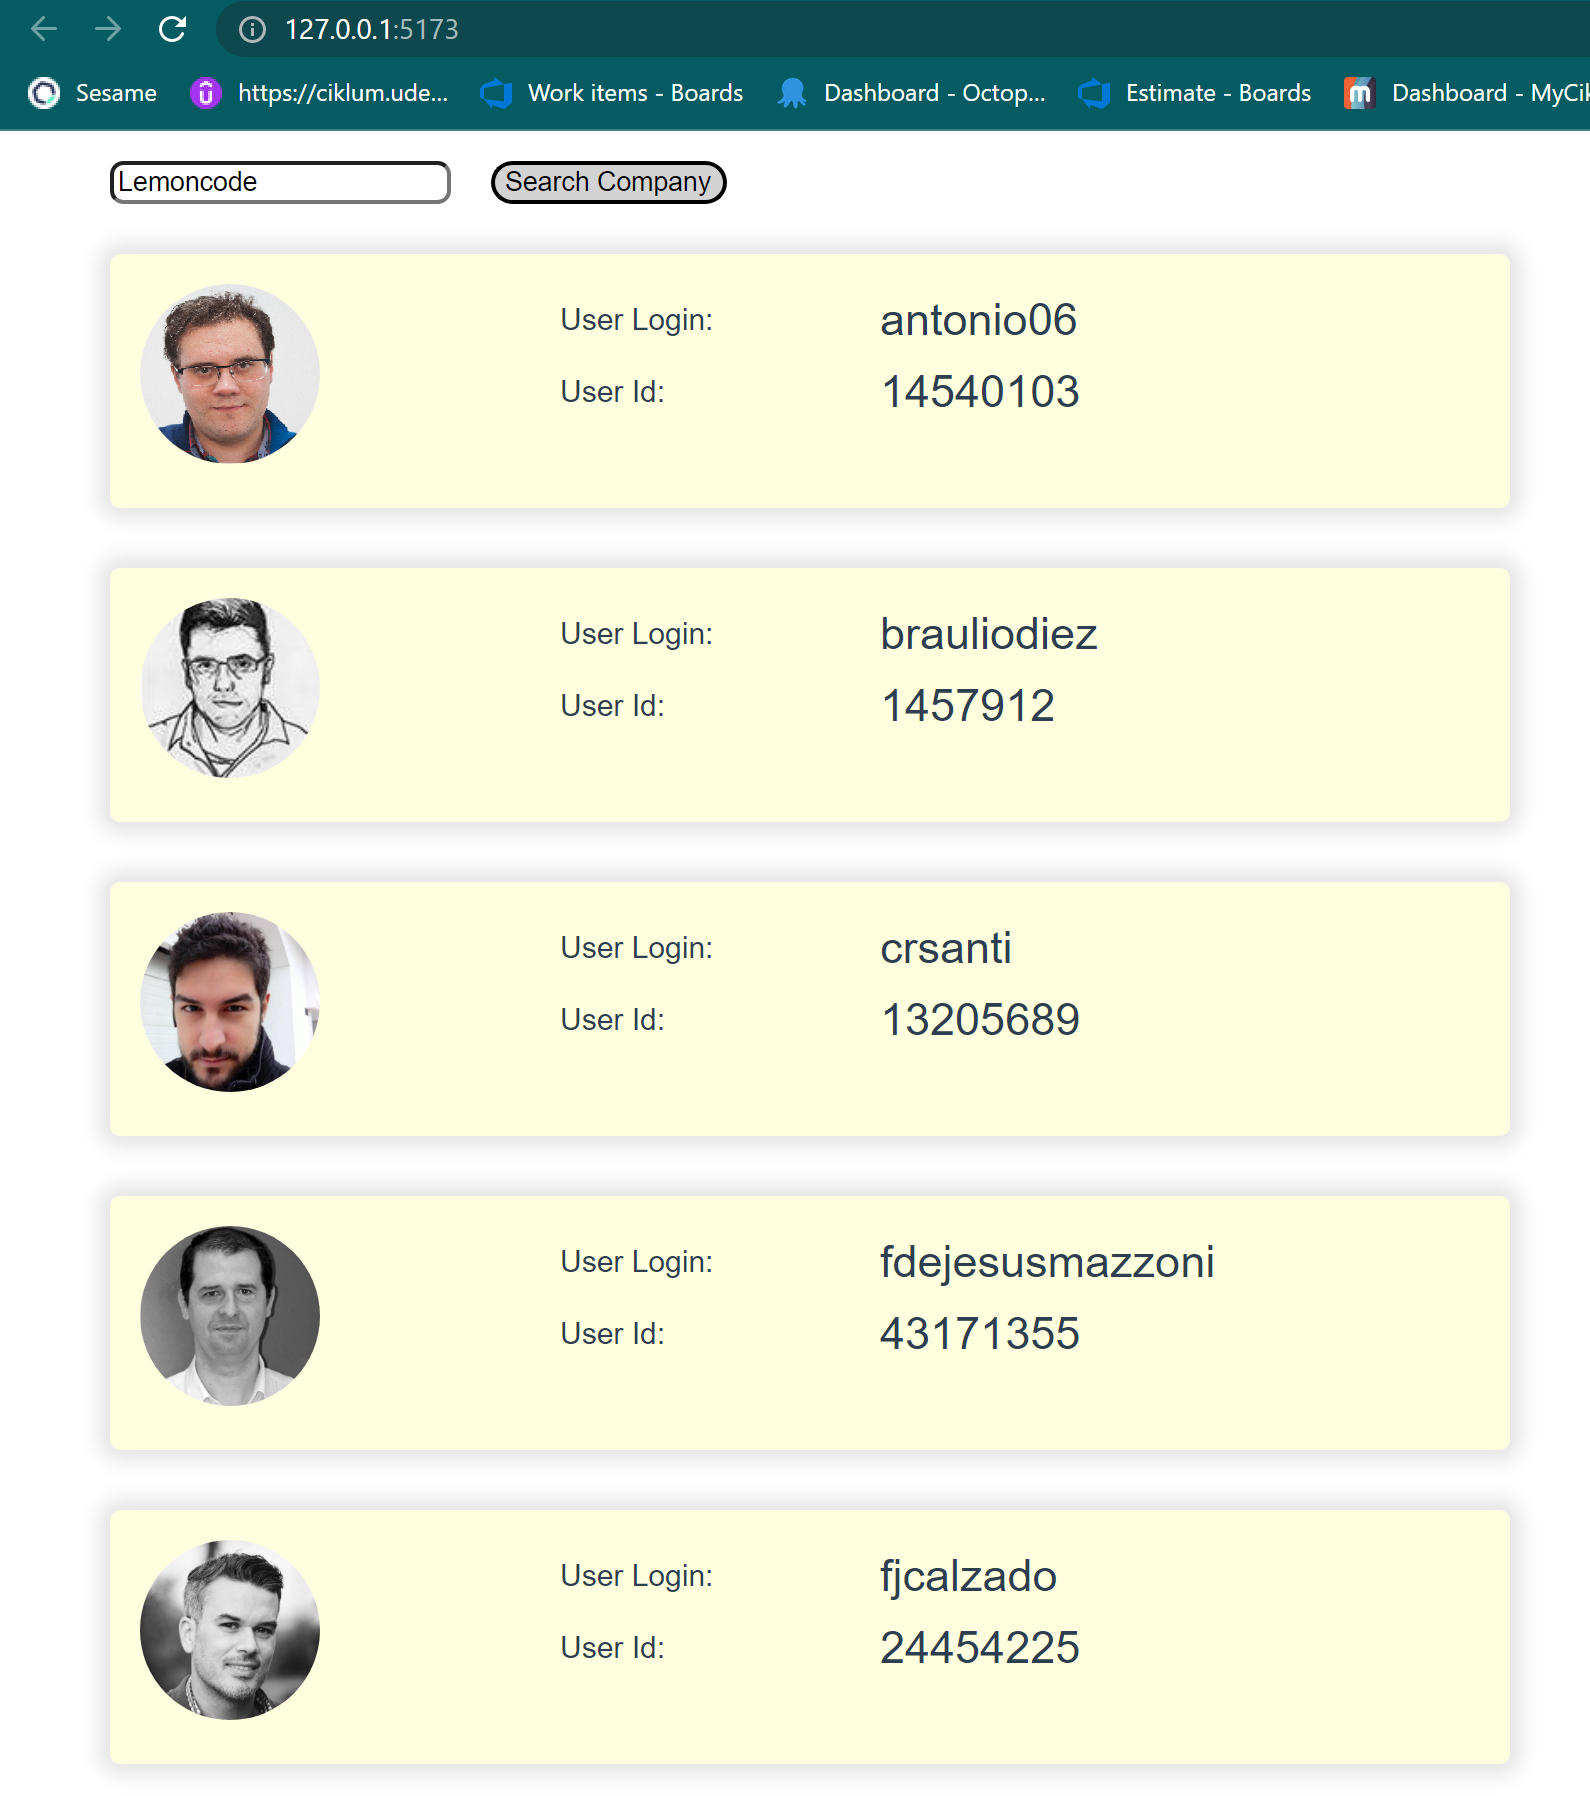 127.0.0.1:5173
Sesame https://ciklum.ude... Work items - Boards Dashboard - Octop... Estimate - Boards Dashboard - MyCik
Lemoncode Search Company
User Login: antonio06
User Id: 14540103
User Login: brauliodiez
User Id: 1457912
User Login: crsanti
User Id: 13205689
User Login: fdejesusmazzoni
User Id: 43171355
User Login: fjcalzado
User Id: 24454225